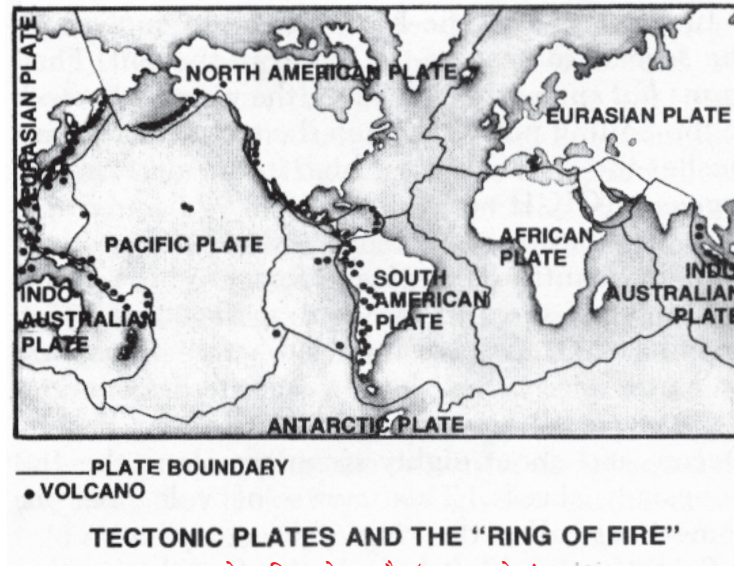 EURASIAN PLATE
NORTH AMERICAN PLATE
EURASIAN PLATE
PACIFIC PLATE
AFRICAN
PLATE
SOUTH
AMERICAN
PLATE
INDO
AUSTRALIAN
PLATE
INDO
AUSTRALIAN
PLATE
ANTARCTIC PLATE
PLATE BOUNDARY
VOLCANO
TECTONIC PLATES AND THE “RING OF FIRE”